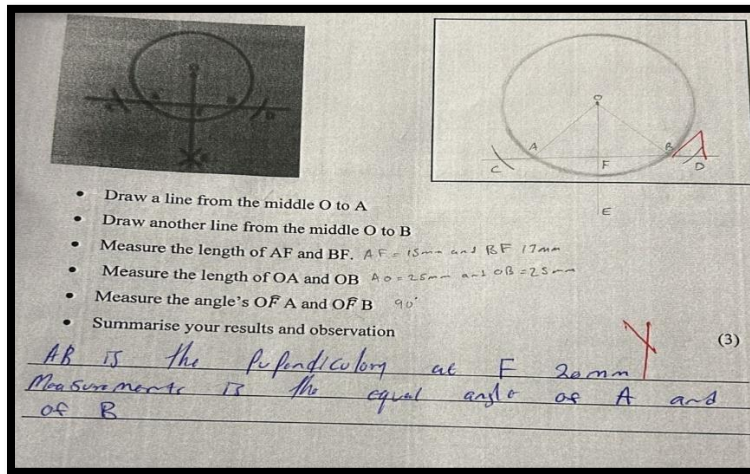 O
A
B
C
F
D
E
• Draw a line from the middle O to A
• Draw another line from the middle O to B
• Measure the length of AF and BF. AF = 15mm and BF 17mm
• Measure the length of OA and OB AO = 25mm and OB = 25mm
• Measure the angle's OF̂A and OF̂B 90°
• Summarise your results and observation
(3)
AB is the at F 20mm
Measurements is the equal angle of A and
of B